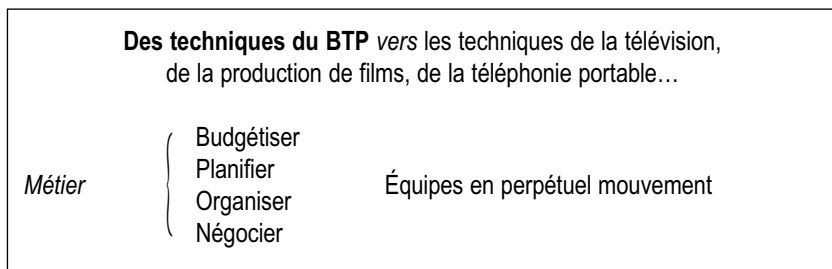 Des techniques du BTP vers les techniques de la télévision,
de la production de films, de la téléphonie portable…
Métier
Budgétiser
Planifier
Organiser
Négocier
Équipes en perpétuel mouvement